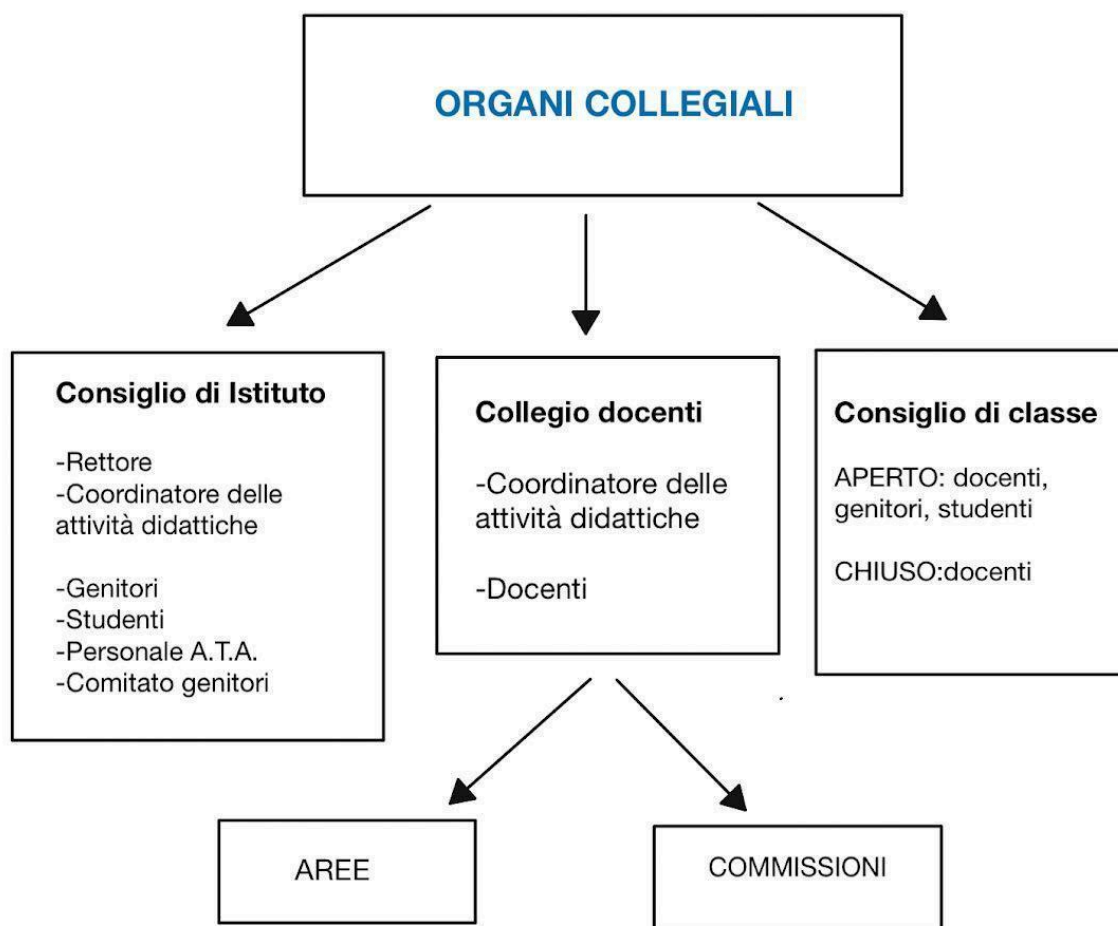 ORGANI COLLEGIALI
Consiglio di Istituto
-Rettore
-Coordinatore delle
attività didattiche
-Genitori
-Studenti
-Personale A.T.A.
-Comitato genitori
Collegio docenti
-Coordinatore delle
attività didattiche
-Docenti
Consiglio di classe
APERTO: docenti,
genitori, studenti
CHIUSO:docenti
AREE
COMMISSIONI